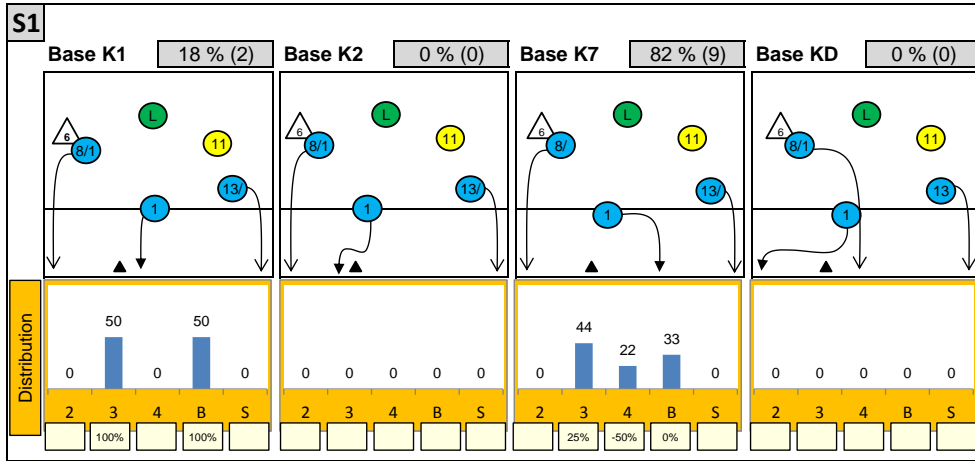 S1
Base K1 18 % (2) Base K2 0 % (0) Base K7 82 % (9) Base KD 0 % (0)
6 8/1 L 11 13/ 1
6 8/1 L 11 13/ 1
6 8/ L 11 13/ 1
6 8/1 L 11 13 1
Distribution
0 50 0 50 0
0 0 0 0 0
0 44 22 33 0
0 0 0 0 0
2 3 4 B S 2 3 4 B S 2 3 4 B S 2 3 4 B S
100% 100% 25% -50% 0%